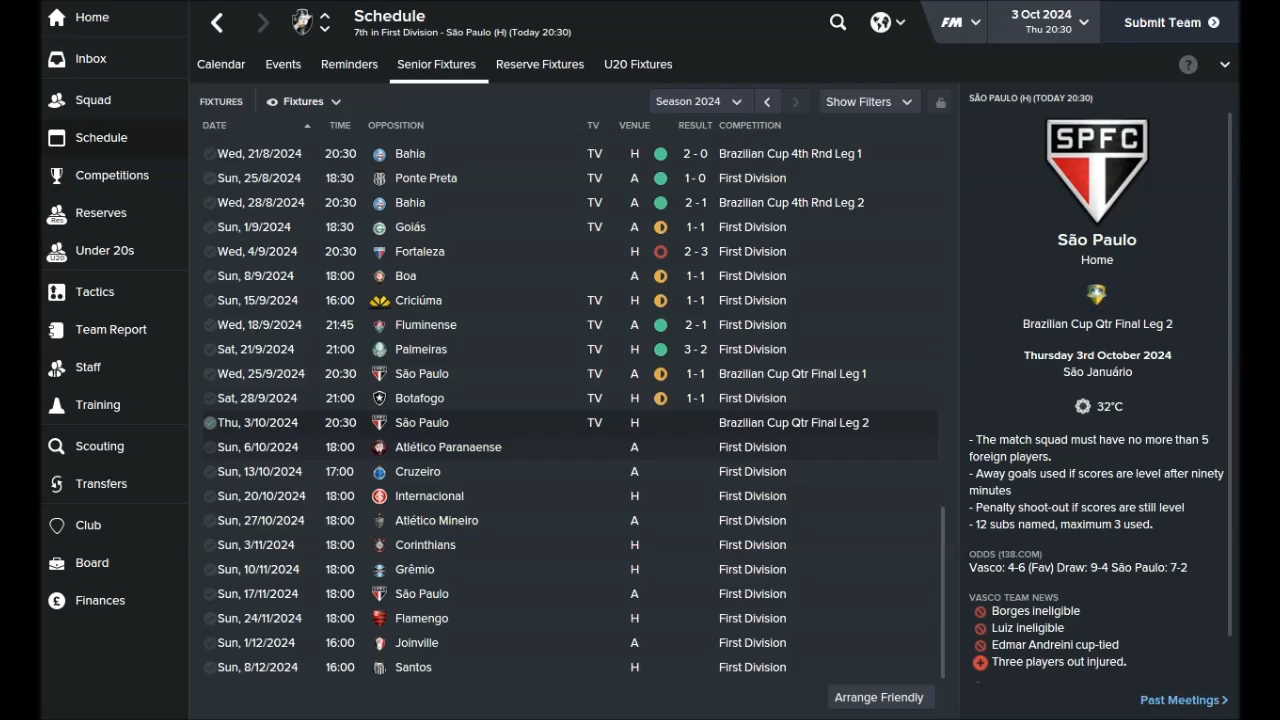 Home
Inbox
Squad
Schedule
Competitions
Res
Reserves
U20
Under 20s
Tactics
Team Report
Staff
Training
Scouting
Transfers
Club
Board
£
Finances
Schedule
7th in First Division - São Paulo (H) (Today 20:30)
FM
3 Oct 2024
Thu 20:30
Submit Team
Calendar Events Reminders Senior Fixtures Reserve Fixtures U20 Fixtures
?
FIXTURES Fixtures Season 2024 Show Filters
DATE TIME OPPOSITION TV VENUE RESULT COMPETITION
Wed, 21/8/2024 20:30 Bahia TV H 2 - 0 Brazilian Cup 4th Rnd Leg 1
Sun, 25/8/2024 18:30 Ponte Preta TV A 1 - 0 First Division
Wed, 28/8/2024 20:30 Bahia TV A 2 - 1 Brazilian Cup 4th Rnd Leg 2
Sun, 1/9/2024 18:30 Goiás TV A 1 - 1 First Division
Wed, 4/9/2024 20:30 Fortaleza H 2 - 3 First Division
Sun, 8/9/2024 18:00 Boa A 1 - 1 First Division
Sun, 15/9/2024 16:00 Criciúma TV H 1 - 1 First Division
Wed, 18/9/2024 21:45 Fluminense TV A 2 - 1 First Division
Sat, 21/9/2024 21:00 Palmeiras TV H 3 - 2 First Division
Wed, 25/9/2024 20:30 São Paulo TV A 1 - 1 Brazilian Cup Qtr Final Leg 1
Sat, 28/9/2024 21:00 Botafogo TV H 1 - 1 First Division
Thu, 3/10/2024 20:30 São Paulo TV H Brazilian Cup Qtr Final Leg 2
Sun, 6/10/2024 18:00 Atlético Paranaense A First Division
Sun, 13/10/2024 17:00 Cruzeiro A First Division
Sun, 20/10/2024 18:00 Internacional H First Division
Sun, 27/10/2024 18:00 Atlético Mineiro A First Division
Sun, 3/11/2024 18:00 Corinthians H First Division
Sun, 10/11/2024 18:00 Grêmio H First Division
Sun, 17/11/2024 18:00 São Paulo A First Division
Sun, 24/11/2024 18:00 Flamengo H First Division
Sun, 1/12/2024 16:00 Joinville A First Division
Sun, 8/12/2024 16:00 Santos H First Division
Arrange Friendly
SÃO PAULO (H) (TODAY 20:30)
SPFC
São Paulo
Home
Brazilian Cup Qtr Final Leg 2
Thursday 3rd October 2024
São Januário
32°C
- The match squad must have no more than 5
foreign players.
- Away goals used if scores are level after ninety
minutes
- Penalty shoot-out if scores are still level
- 12 subs named, maximum 3 used.
ODDS (138.COM)
Vasco: 4-6 (Fav) Draw: 9-4 São Paulo: 7-2
VASCO TEAM NEWS
Borges ineligible
Luiz ineligible
Edmar Andreini cup-tied
Three players out injured.
Past Meetings